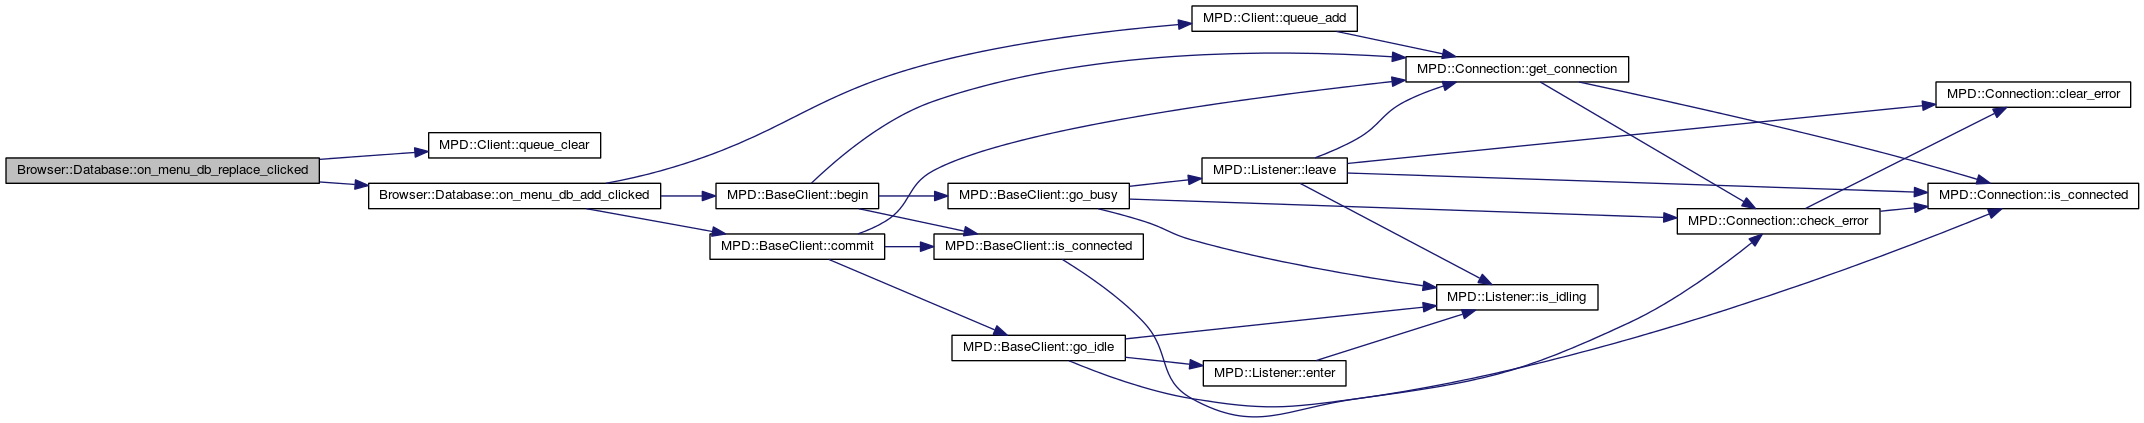 Browser::Database::on_menu_db_replace_clicked
MPD::Client::queue_clear
Browser::Database::on_menu_db_add_clicked
MPD::Client::queue_add
MPD::BaseClient::begin
MPD::BaseClient::commit
MPD::BaseClient::go_busy
MPD::BaseClient::is_connected
MPD::BaseClient::go_idle
MPD::Listener::leave
MPD::Listener::enter
MPD::Connection::get_connection
MPD::Listener::is_idling
MPD::Connection::check_error
MPD::Connection::clear_error
MPD::Connection::is_connected